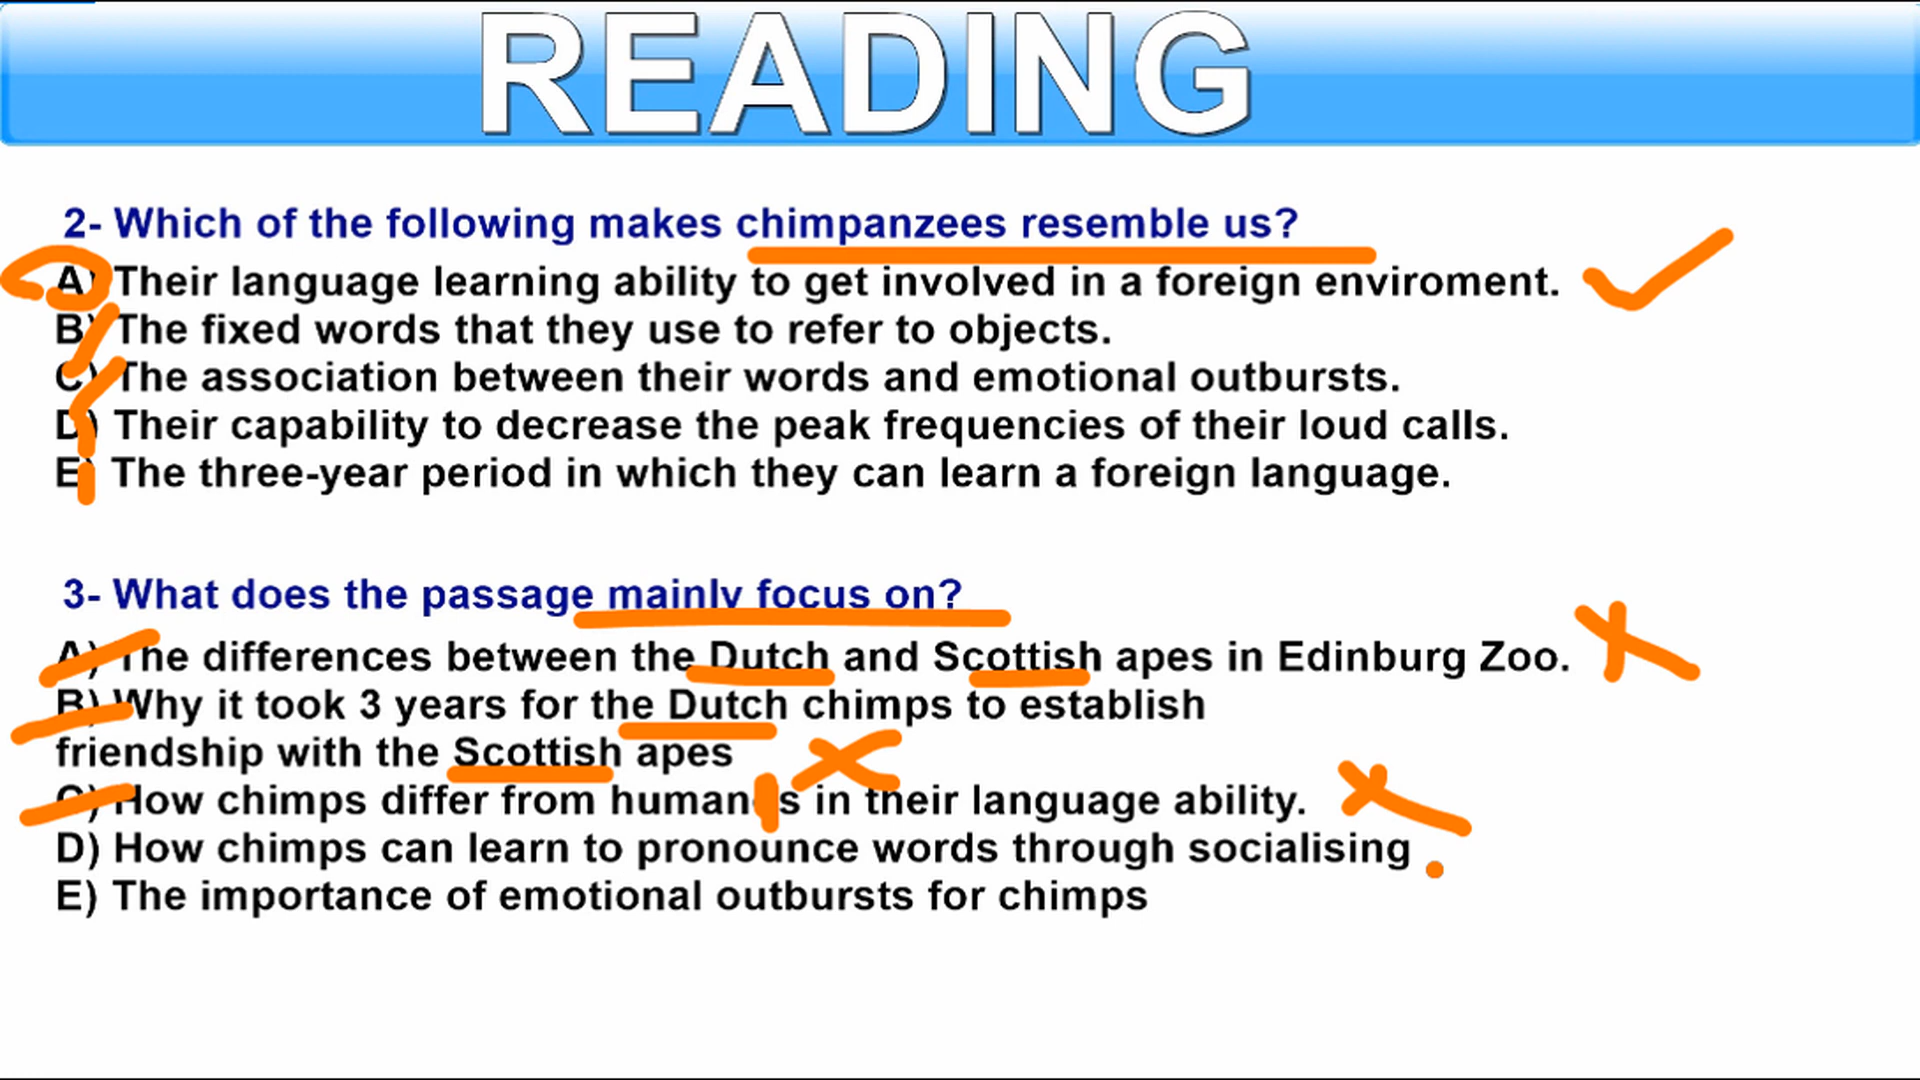 READING
2- Which of the following makes chimpanzees resemble us?
A) Their language learning ability to get involved in a foreign enviroment.
B) The fixed words that they use to refer to objects.
C) The association between their words and emotional outbursts.
D) Their capability to decrease the peak frequencies of their loud calls.
E) The three-year period in which they can learn a foreign language.
3- What does the passage mainly focus on?
A) The differences between the Dutch and Scottish apes in Edinburg Zoo.
B) Why it took 3 years for the Dutch chimps to establish
friendship with the Scottish apes
C) How chimps differ from humans in their language ability.
D) How chimps can learn to pronounce words through socialising
E) The importance of emotional outbursts for chimps